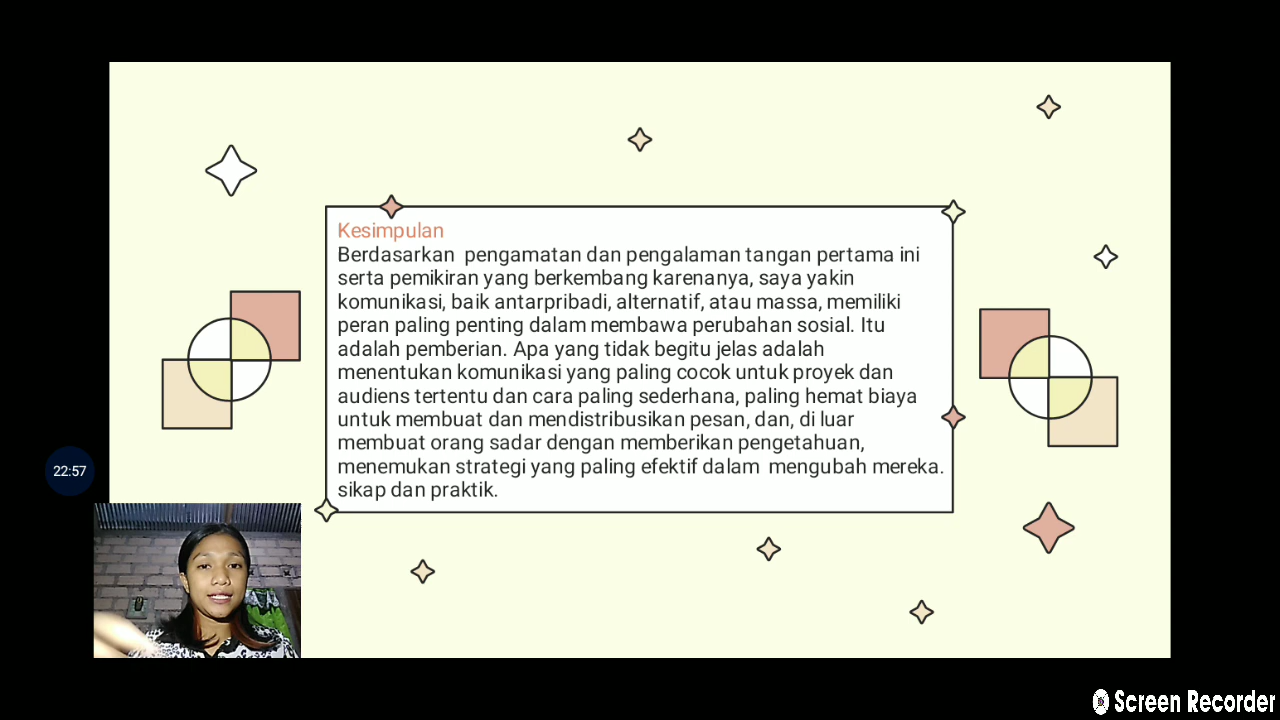 Kesimpulan
Berdasarkan pengamatan dan pengalaman tangan pertama ini
serta pemikiran yang berkembang karenanya, saya yakin
komunikasi, baik antarpribadi, alternatif, atau massa, memiliki
peran paling penting dalam membawa perubahan sosial. Itu
adalah pemberian. Apa yang tidak begitu jelas adalah
menentukan komunikasi yang paling cocok untuk proyek dan
audiens tertentu dan cara paling sederhana, paling hemat biaya
untuk membuat dan mendistribusikan pesan, dan, di luar
membuat orang sadar dengan memberikan pengetahuan,
menemukan strategi yang paling efektif dalam mengubah mereka.
sikap dan praktik.
22:57
Screen Recorder